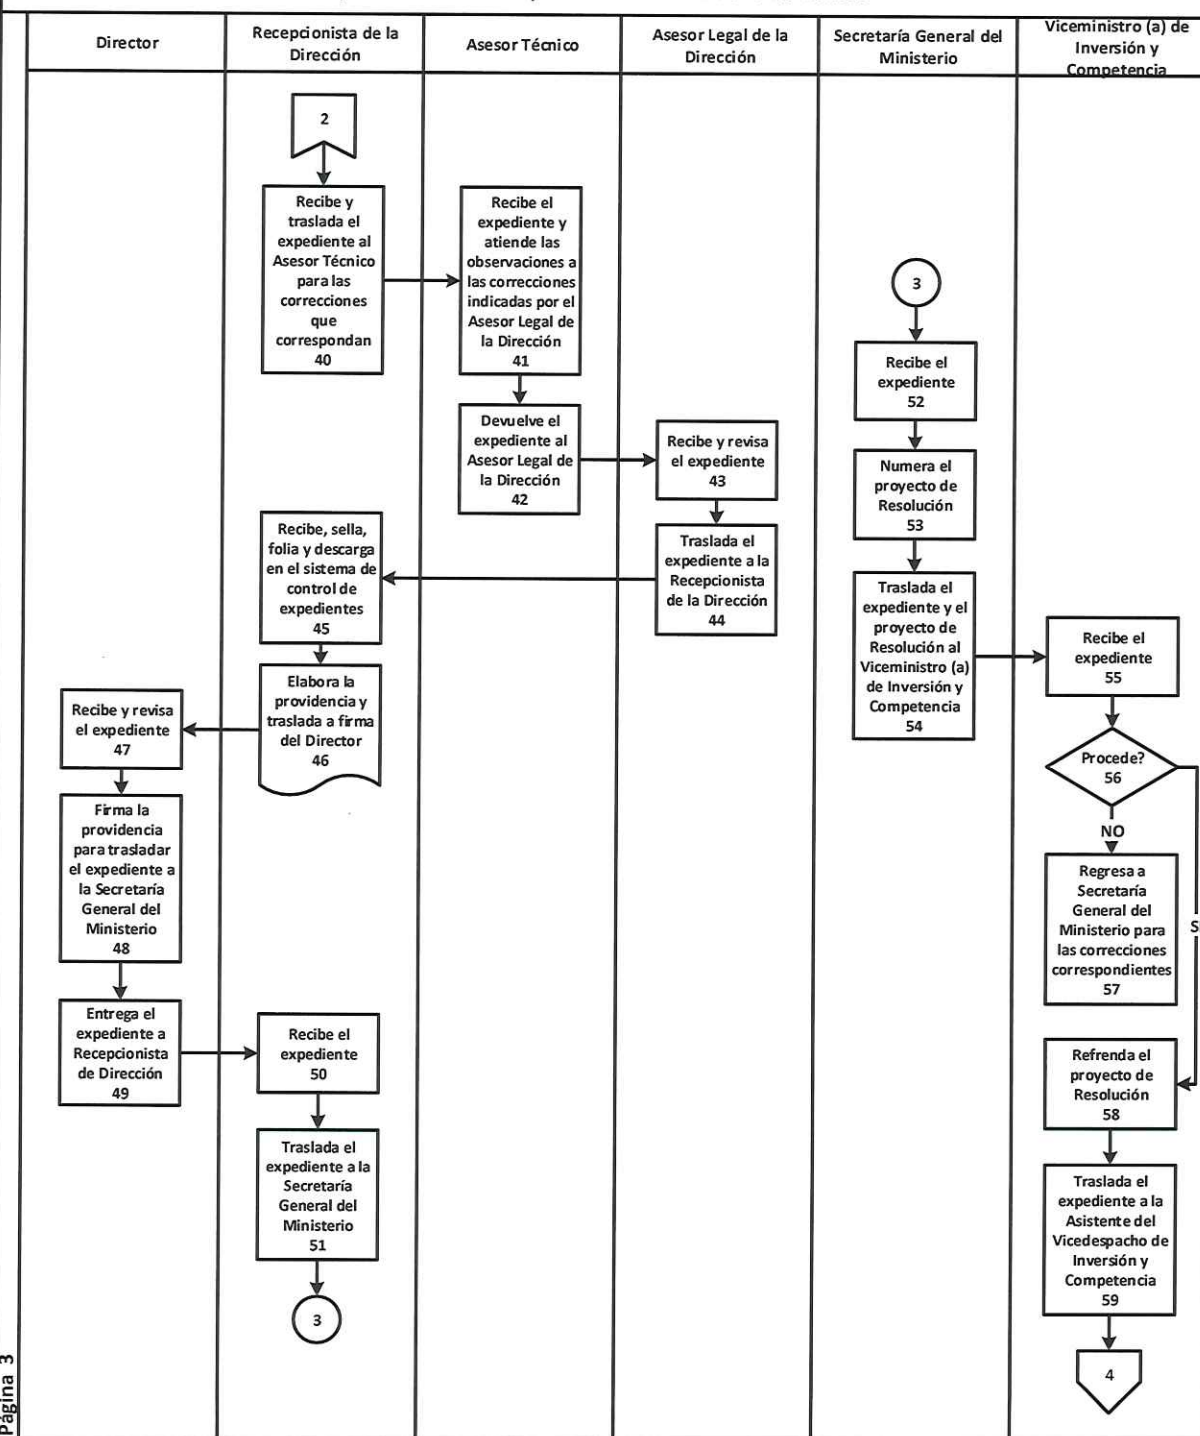 Director
Recepcionista de la
Dirección
Asesor Técnico
Asesor Legal de la
Dirección
Secretaría General del
Ministerio
Viceministro (a) de
Inversión y
Competencia
2
Recibe y
traslada el
expediente al
Asesor Técnico
para las
correcciones
que
correspondan
40
Recibe el
expediente y
atiende las
observaciones a
las correcciones
indicadas por el
Asesor Legal de
la Dirección
41
Devuelve el
expediente al
Asesor Legal de
la Dirección
42
Recibe y revisa
el expediente
43
Traslada el
expediente a la
Recepcionista
de la Dirección
44
Recibe, sella,
folia y descarga
en el sistema de
control de
expedientes
45
Elabora la
providencia y
traslada a firma
del Director
46
Recibe y revisa
el expediente
47
Firma la
providencia
para trasladar
el expediente a
la Secretaría
General del
Ministerio
48
Entrega el
expediente a
Recepcionista
de Dirección
49
Recibe el
expediente
50
Traslada el
expediente a la
Secretaría
General del
Ministerio
51
3
3
Recibe el
expediente
52
Numera el
proyecto de
Resolución
53
Traslada el
expediente y el
proyecto de
Resolución al
Viceministro (a)
de Inversión y
Competencia
54
Recibe el
expediente
55
Procede?
56
NO
Regresa a
Secretaría
General del
Ministerio para
las correcciones
correspondientes
57
Refrenda el
proyecto de
Resolución
58
Traslada el
expediente a la
Asistente del
Vicedespacho de
Inversión y
Competencia
59
4
Página 3